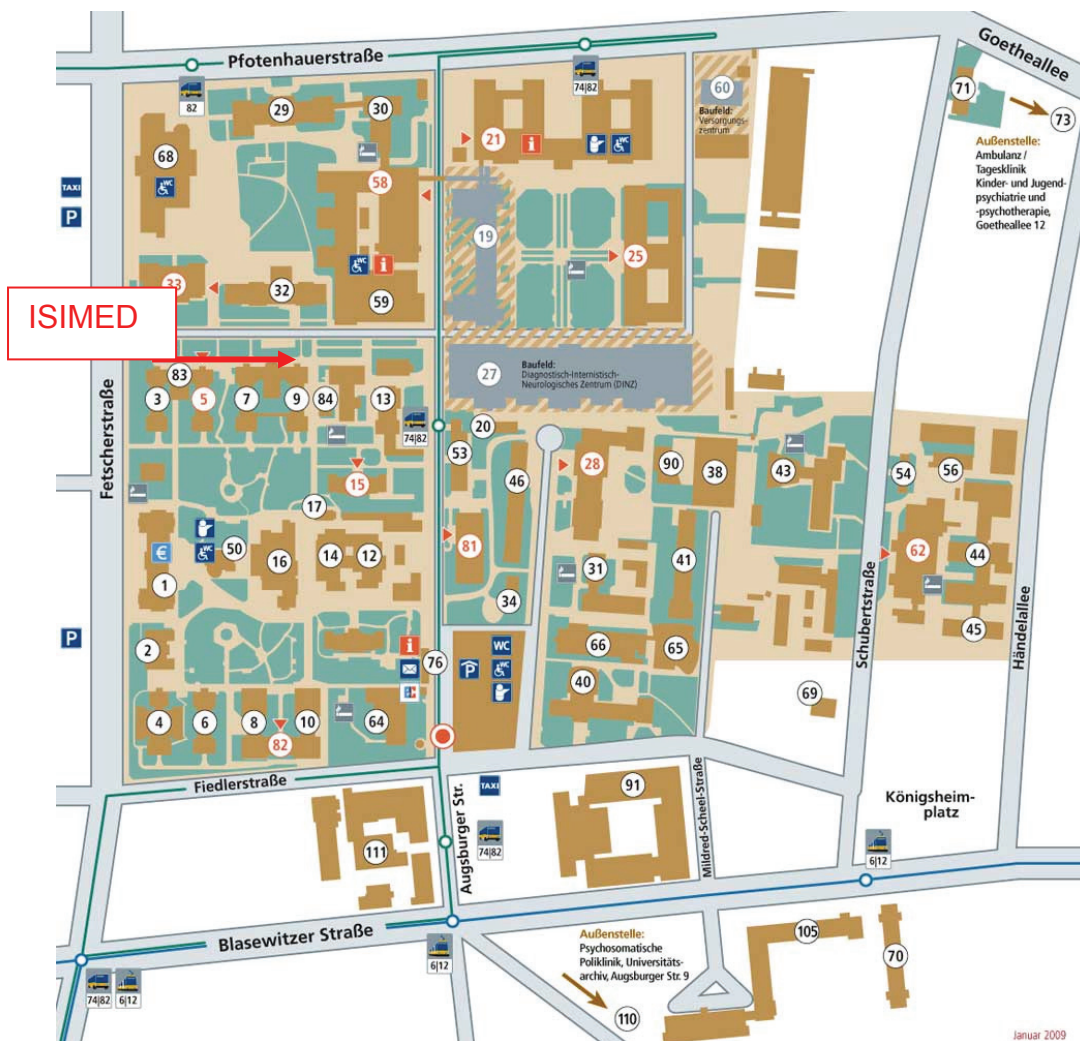 Pfotenhauerstraße
Goetheallee
82
74|82
29
30
21
i
WC
60
Baufeld:
Versorgungs-
zentrum
71
73
Außenstelle:
Ambulanz /
Tagesklinik
Kinder- und Jugend-
psychiatrie und
-psychotherapie,
Goetheallee 12
68
WC
TAXI
P
58
19
25
WC
i
33
32
59
ISIMED
27
Baufeld:
Diagnostisch-Internistisch-
Neurologisches Zentrum (DINZ)
Fetscherstraße
83
3
5
7
9
84
13
74|82
20
53
46
28
90
38
43
54
56
15
17
50
WC
€
1
16
14
12
81
34
31
41
62
44
45
Schubertstraße
Händelallee
P
2
i
76
WC
P
WC
66
65
40
69
4
6
8
10
82
64
Fiedlerstraße
Augsburger Str.
TAXI
74|82
91
Mildred-Scheel-Straße
Königsheim-
platz
111
6|12
Blasewitzer Straße
74|82
6|12
6|12
Außenstelle:
Psychosomatische
Poliklinik, Universitäts-
archiv, Augsburger Str. 9
110
105
70
Januar 2009